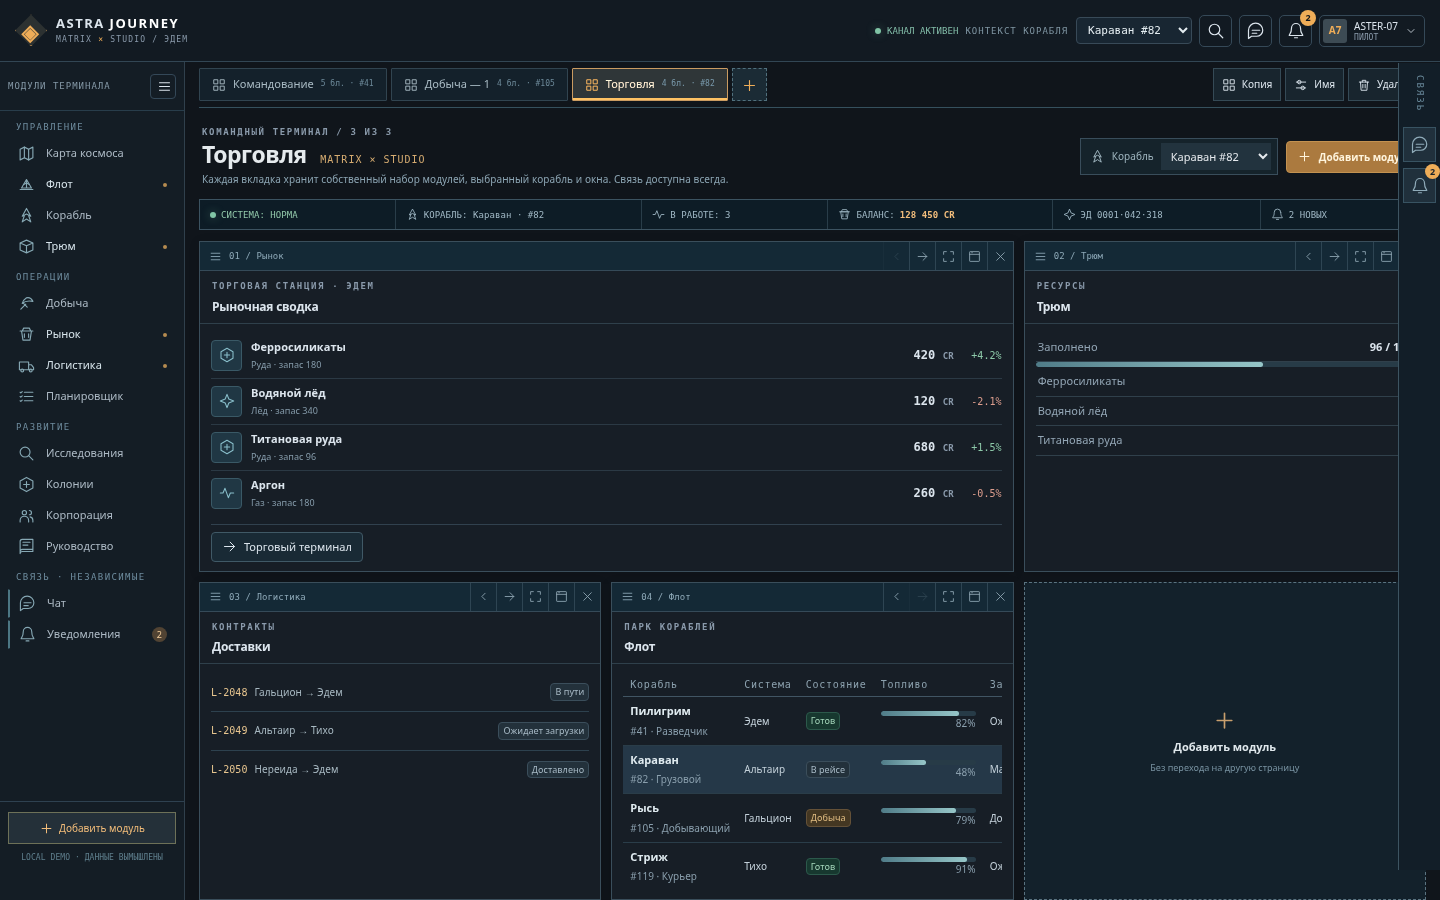 ASTRA JOURNEY
MATRIX × STUDIO / ЭДЕМ
КАНАЛ АКТИВЕН КОНТЕКСТ КОРАБЛЯ
Караван #82
2
A7
ASTER-07
ПИЛОТ
МОДУЛИ ТЕРМИНАЛА
УПРАВЛЕНИЕ
Карта космоса
Флот
Корабль
Трюм
ОПЕРАЦИИ
Добыча
Рынок
Логистика
Планировщик
РАЗВИТИЕ
Исследования
Колонии
Корпорация
Руководство
СВЯЗЬ · НЕЗАВИСИМЫЕ
Чат
Уведомления 2
+ Добавить модуль
LOCAL DEMO · ДАННЫЕ ВЫМЫШЛЕНЫ
Командование 5 бл. · #41
Добыча — 1 4 бл. · #105
Торговля 4 бл. · #82
+
Копия
Имя
Удал
СВЯЗЬ
2
КОМАНДНЫЙ ТЕРМИНАЛ / 3 ИЗ 3
Торговля MATRIX × STUDIO
Каждая вкладка хранит собственный набор модулей, выбранный корабль и окна. Связь доступна всегда.
Корабль Караван #82
+ Добавить моду
СИСТЕМА: НОРМА
КОРАБЛЬ: Караван · #82
В РАБОТЕ: 3
БАЛАНС: 128 450 CR
ЭД 0001·042·318
2 НОВЫХ
01 / Рынок
ТОРГОВАЯ СТАНЦИЯ · ЭДЕМ
Рыночная сводка
Ферросиликаты
Руда · запас 180
420 CR +4.2%
Водяной лёд
Лёд · запас 340
120 CR -2.1%
Титановая руда
Руда · запас 96
680 CR +1.5%
Аргон
Газ · запас 180
260 CR -0.5%
Торговый терминал
02 / Трюм
РЕСУРСЫ
Трюм
Заполнено 96 / 1
Ферросиликаты
Водяной лёд
Титановая руда
03 / Логистика
КОНТРАКТЫ
Доставки
L-2048 Гальцион → Эдем В пути
L-2049 Альтаир → Тихо Ожидает загрузки
L-2050 Нереида → Эдем Доставлено
04 / Флот
ПАРК КОРАБЛЕЙ
Флот
Корабль Система Состояние Топливо За
Пилигрим
#41 · Разведчик
Эдем Готов 82% Ож
Караван
#82 · Грузовой
Альтаир В рейсе 48% Ма
Рысь
#105 · Добывающий
Гальцион Добыча 79% До
Стриж
#119 · Курьер
Тихо Готов 91% Ож
+
Добавить модуль
Без перехода на другую страницу